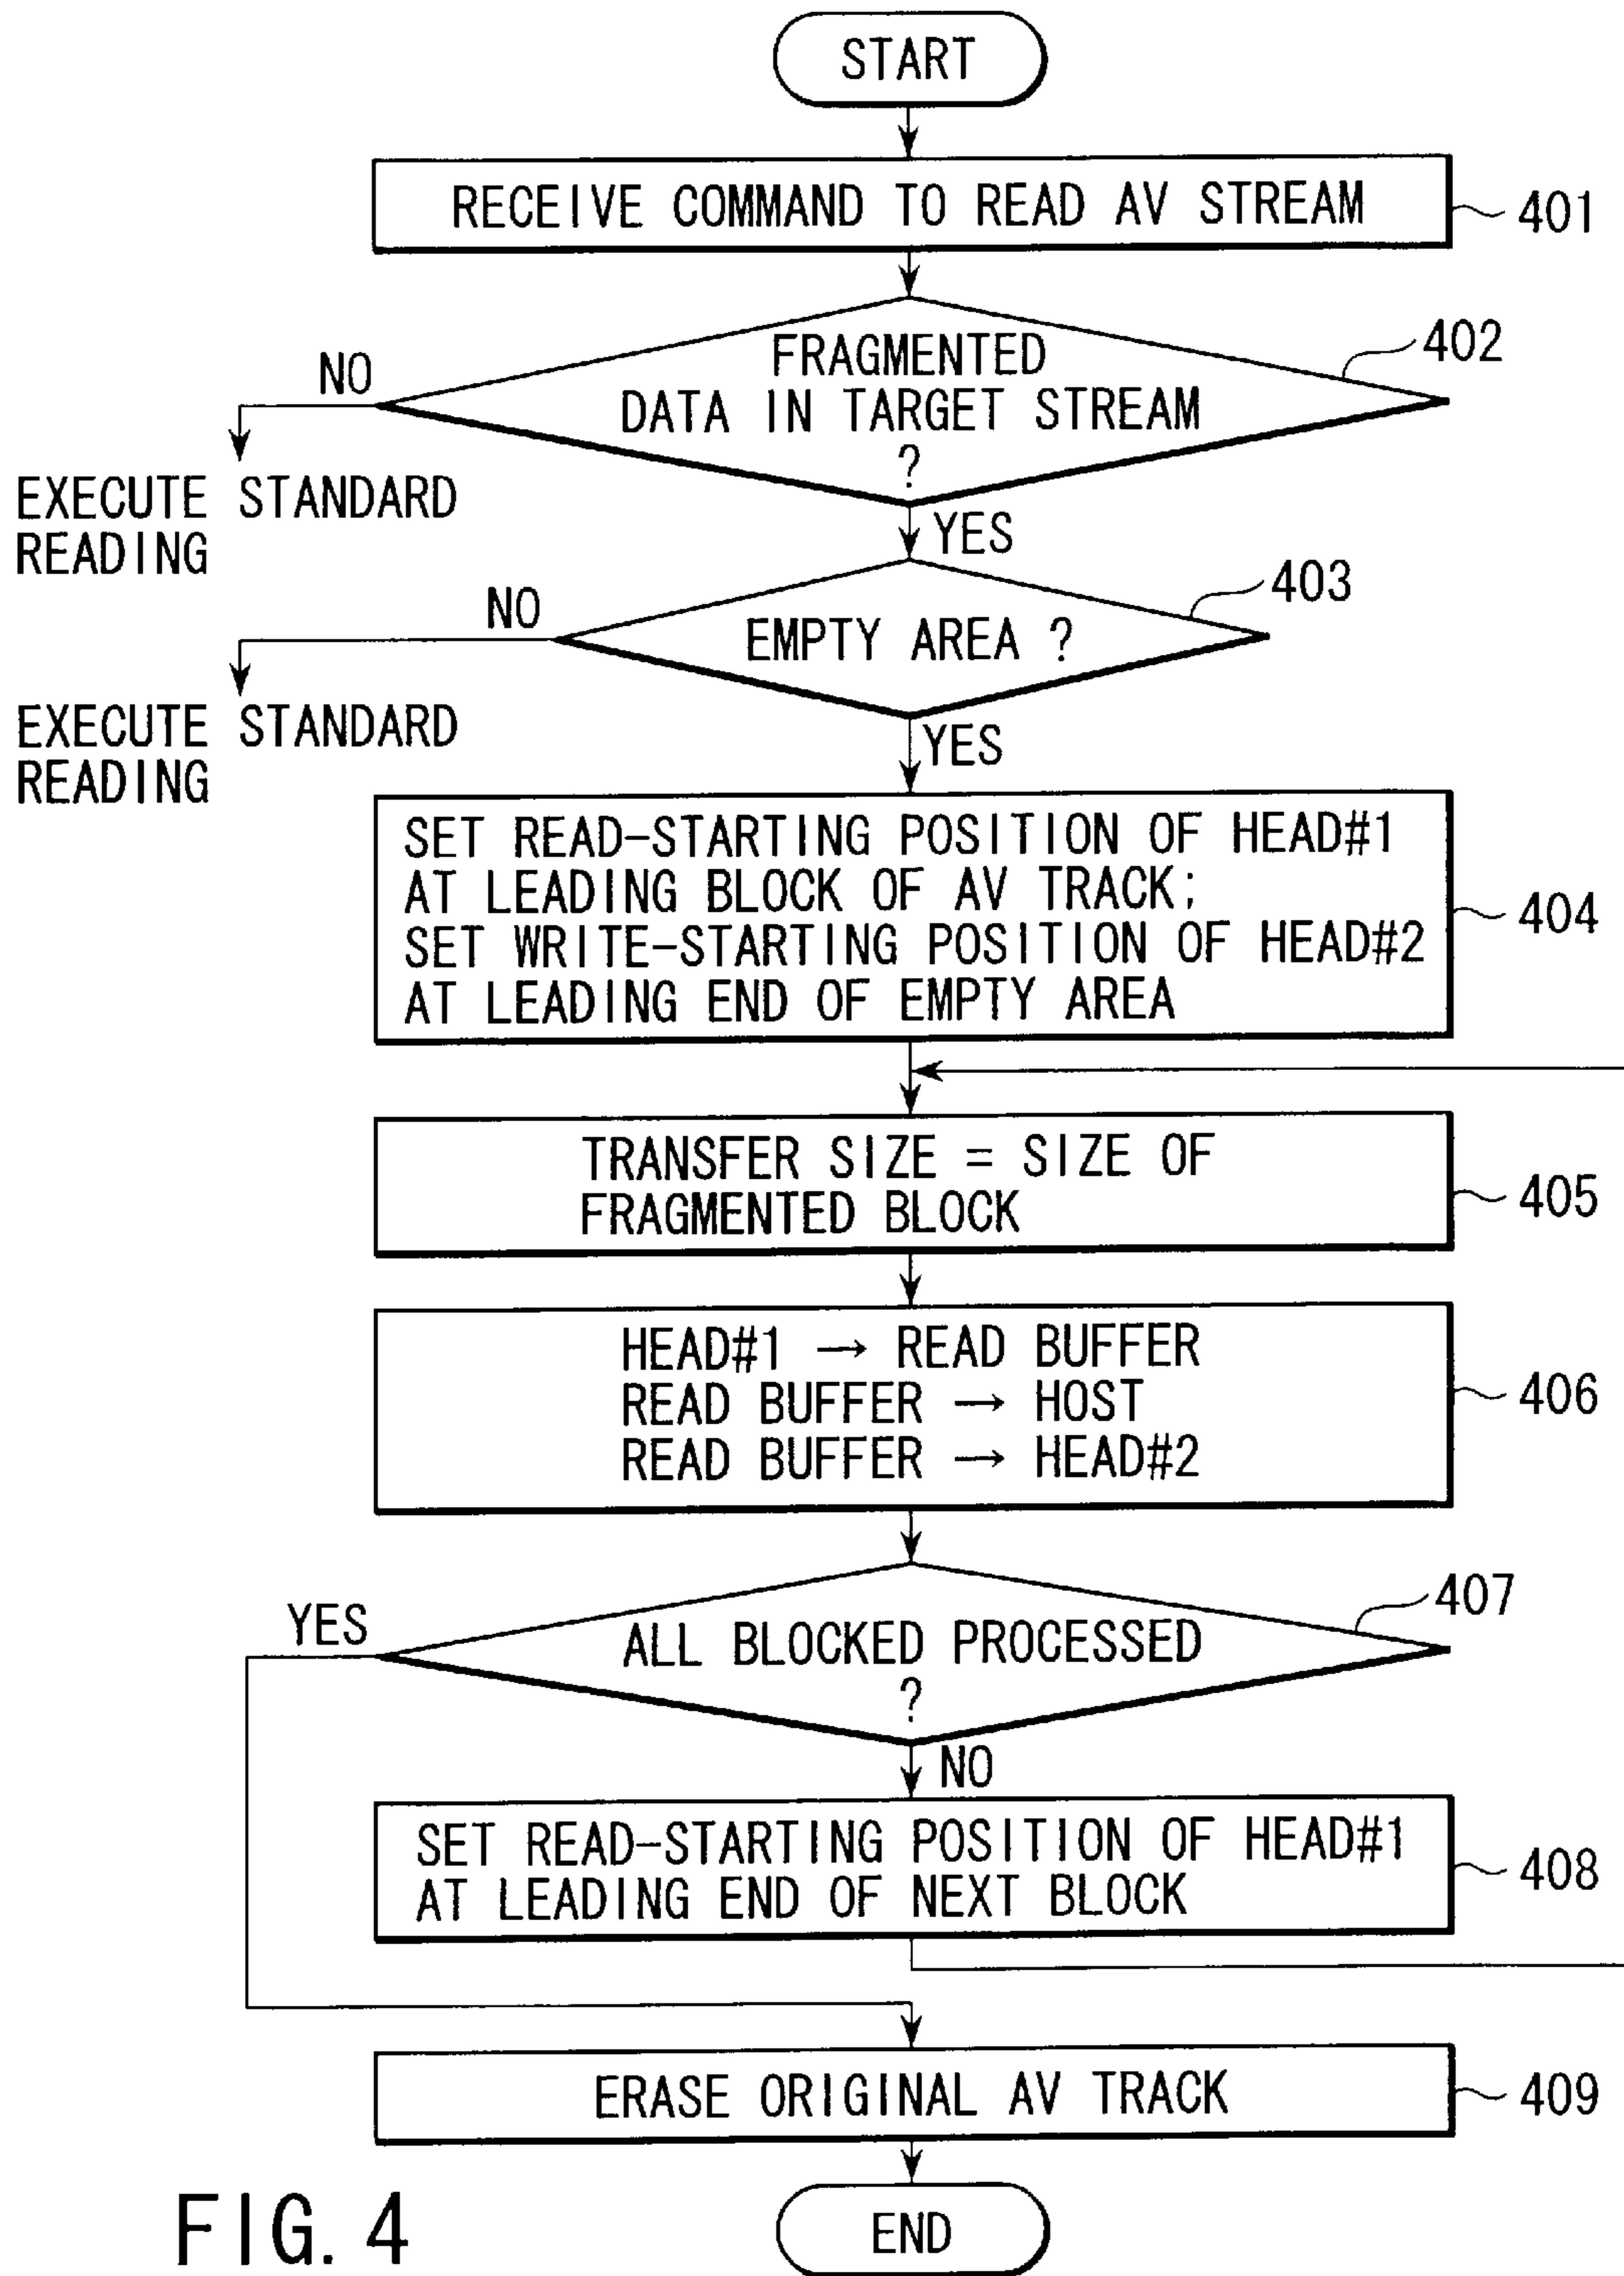 START
RECEIVE COMMAND TO READ AV STREAM
401
FRAGMENTED
DATA IN TARGET STREAM
?
402
NO
EXECUTE STANDARD
READING
YES
EMPTY AREA ?
403
NO
EXECUTE STANDARD
READING
YES
SET READ-STARTING POSITION OF HEAD#1
AT LEADING BLOCK OF AV TRACK;
SET WRITE-STARTING POSITION OF HEAD#2
AT LEADING END OF EMPTY AREA
404
TRANSFER SIZE = SIZE OF
FRAGMENTED BLOCK
405
HEAD#1 → READ BUFFER
READ BUFFER → HOST
READ BUFFER → HEAD#2
406
ALL BLOCKED PROCESSED
?
407
YES
NO
SET READ-STARTING POSITION OF HEAD#1
AT LEADING END OF NEXT BLOCK
408
ERASE ORIGINAL AV TRACK
409
END
FIG. 4